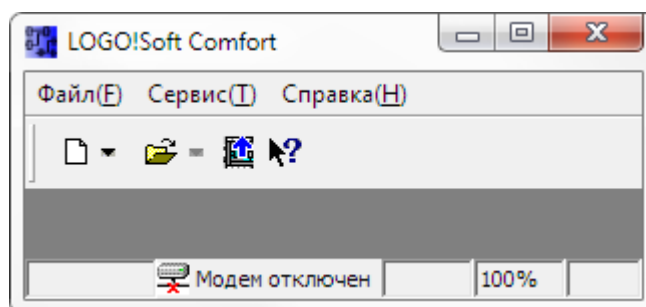 LOGO!Soft Comfort
Файл(F) Сервис(T) Справка(H)
Модем отключен 100%